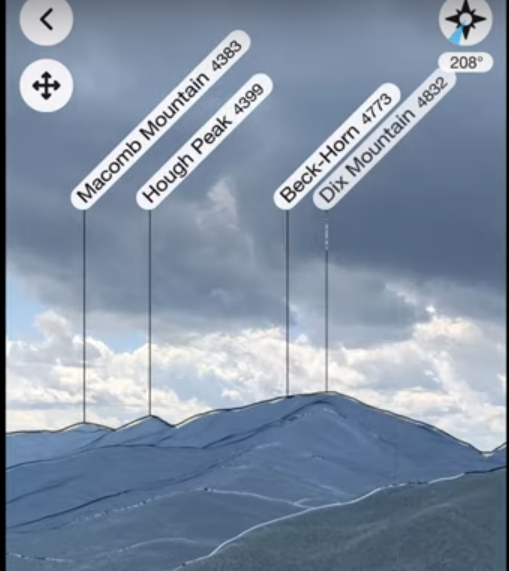 208°
Macomb Mountain 4383
Hough Peak 4399
Beck-Horn 4773
Dix Mountain 4832